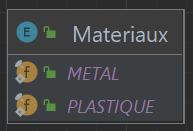 E Materiaux
f METAL
f PLASTIQUE